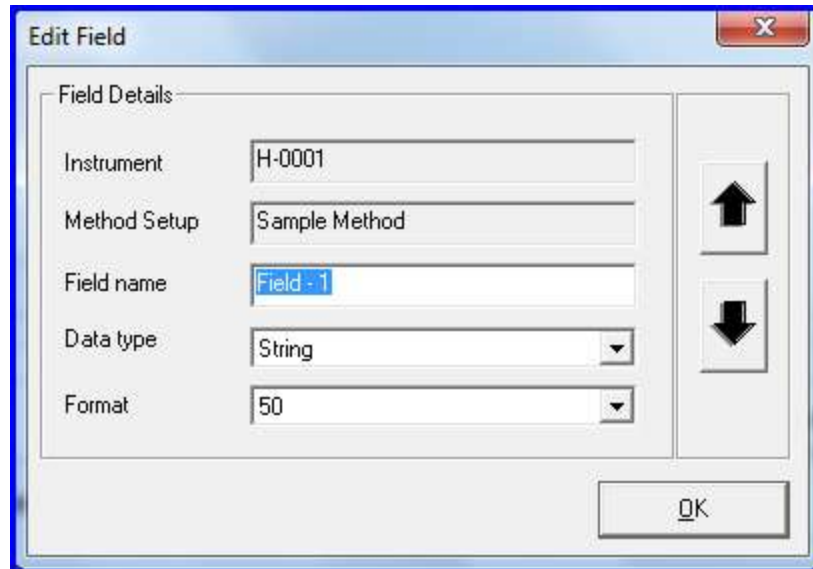 Edit Field
Field Details
Instrument H-0001
Method Setup Sample Method
Field name Field - 1
Data type String
Format 50
OK